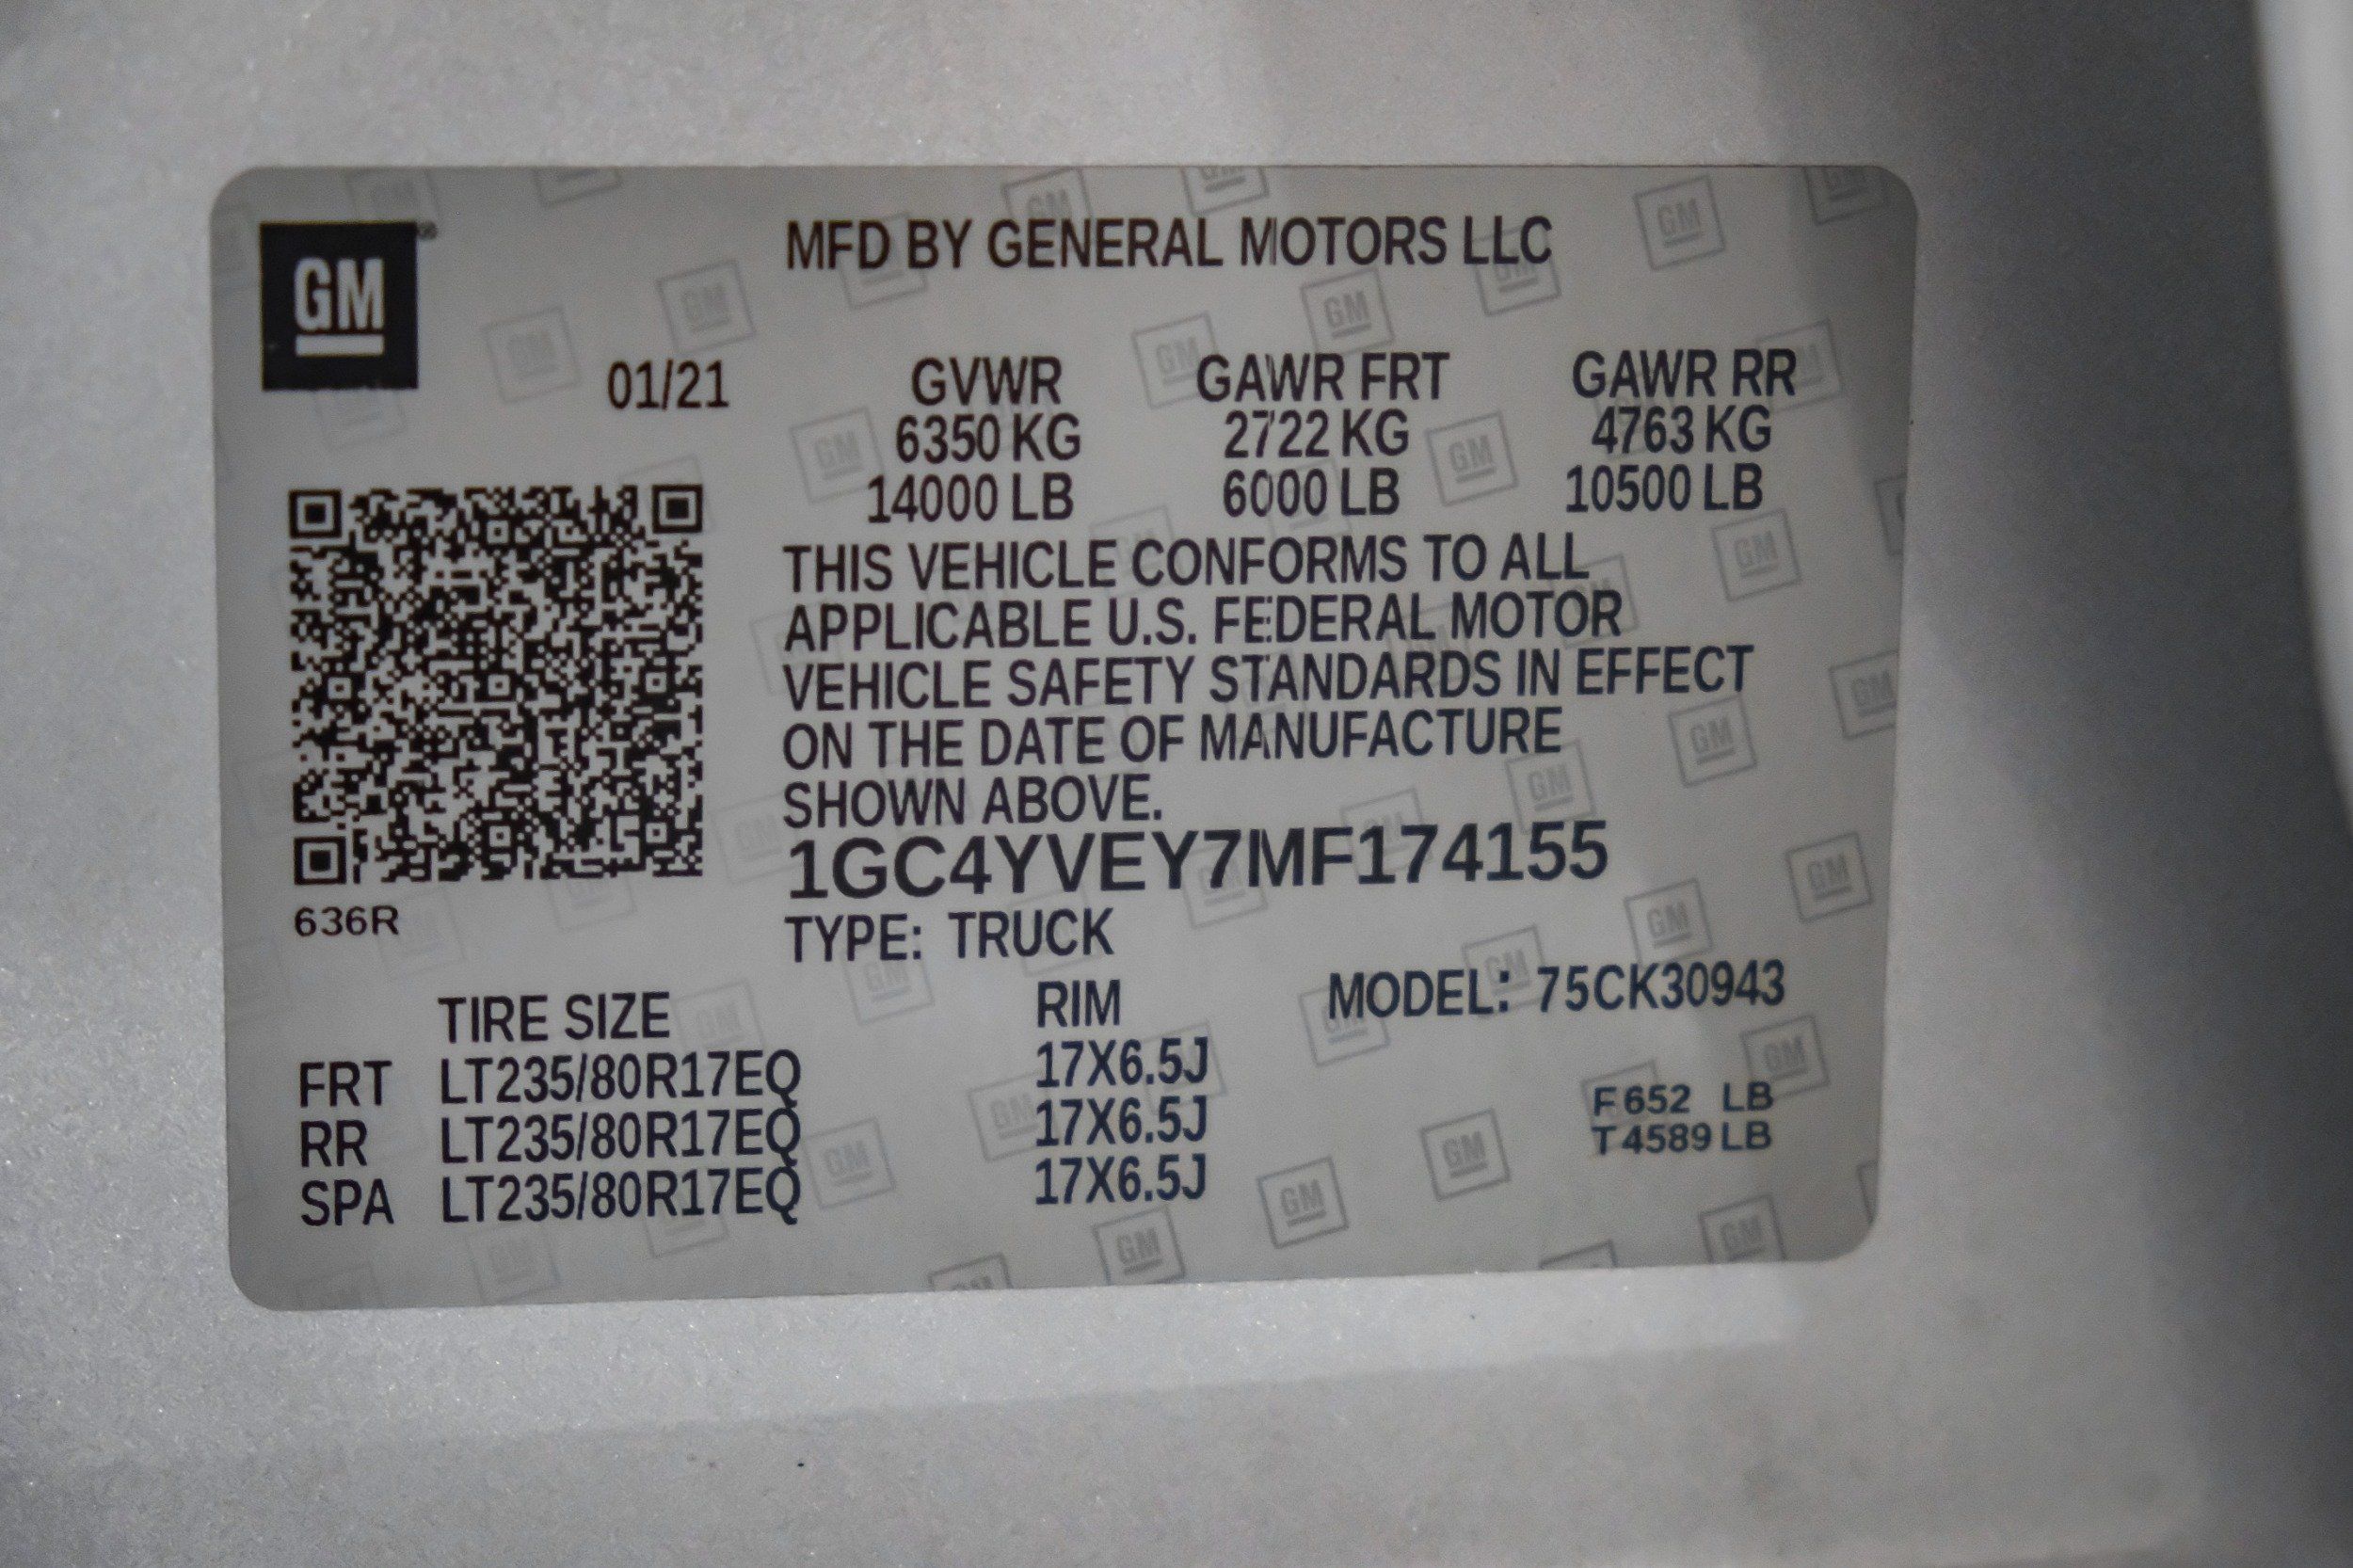 GM
MFD BY GENERAL MOTORS LLC
01/21 GVWR GAWR FRT GAWR RR
6350 KG 2722 KG 4763 KG
14000 LB 6000 LB 10500 LB
THIS VEHICLE CONFORMS TO ALL
APPLICABLE U.S. FEDERAL MOTOR
VEHICLE SAFETY STANDARDS IN EFFECT
ON THE DATE OF MANUFACTURE
SHOWN ABOVE.
1GC4YVEY7MF174155
636R
TYPE: TRUCK
TIRE SIZE RIM MODEL: 75CK30943
FRT LT235/80R17EQ 17X6.5J
RR LT235/80R17EQ 17X6.5J
SPA LT235/80R17EQ 17X6.5J
F 652 LB
T 4589 LB